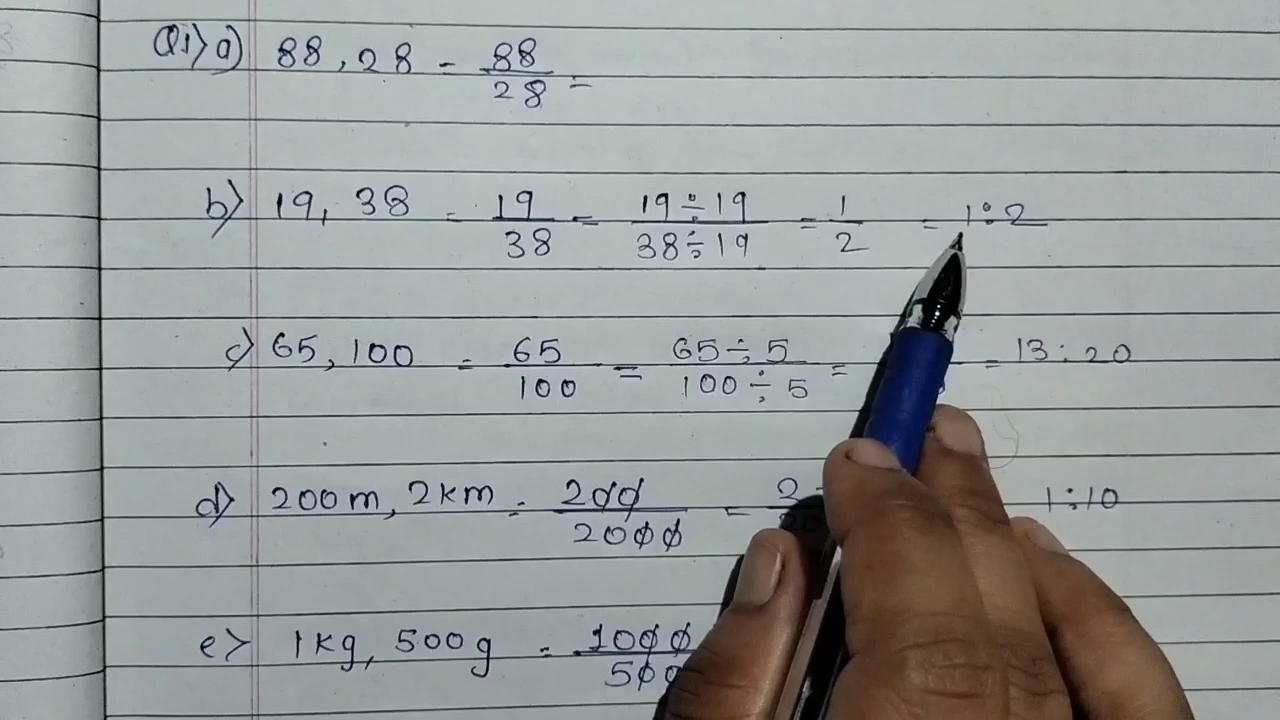 Q1> a) 88, 28 - 88/28 =
b) 19, 38 = 19/38 = 19÷19/38÷19 = 1/2 = 1:2
c) 65, 100 = 65/100 = 65÷5/100÷5 = = 13:20
d) 200m, 2km = 200/2000 = 2 1:10
e> 1kg, 500g = 1000/500